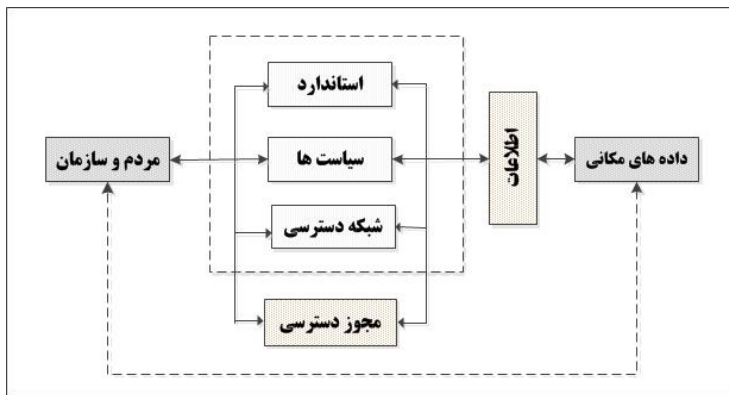 استاندارد
سیاست ها
شبکه دسترسی
مجوز دسترسی
مردم و سازمان
اطلاعات
داده های مکانی